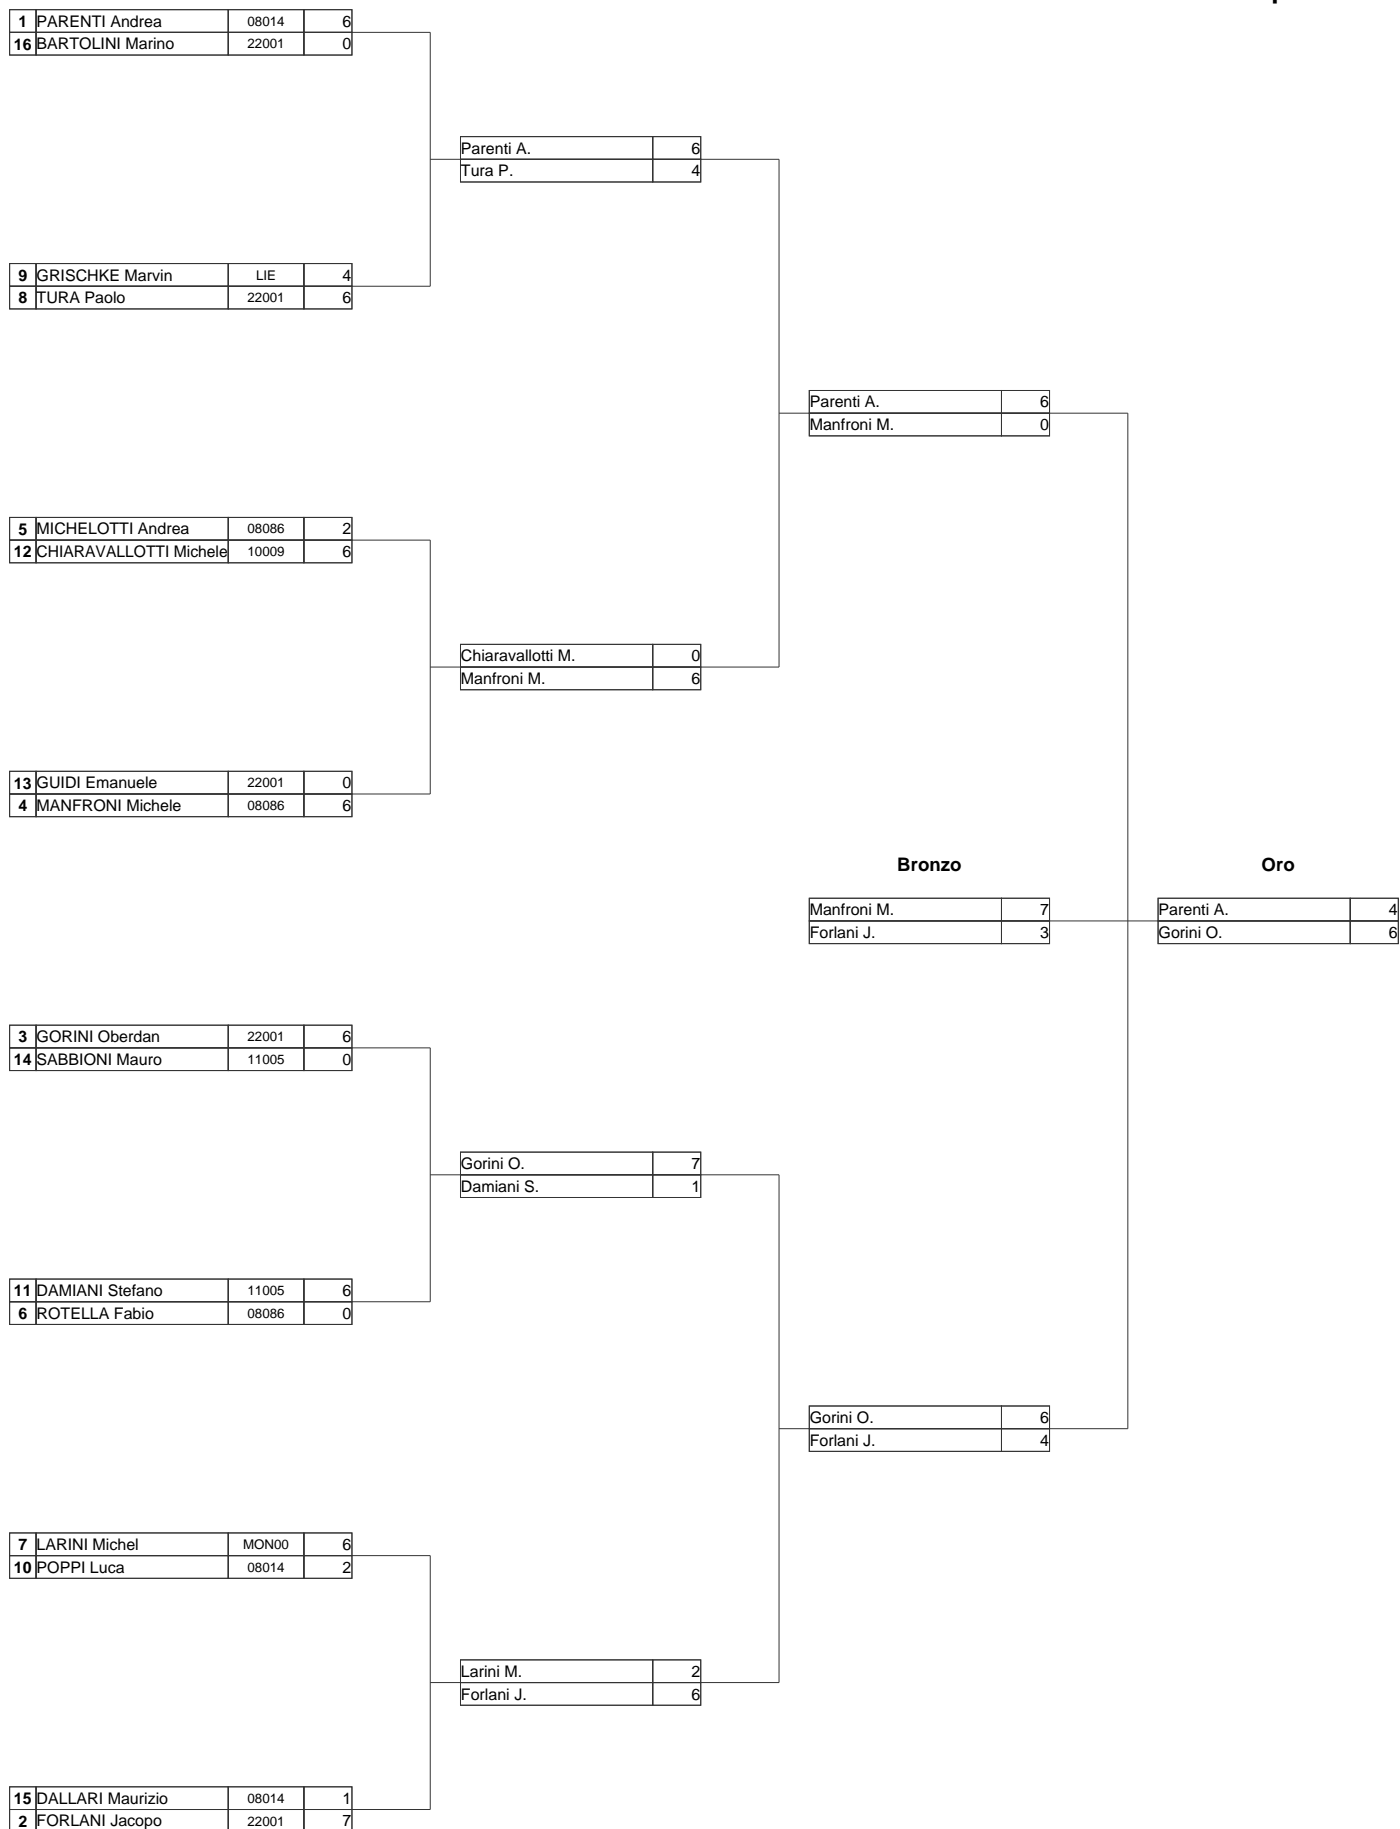 1 PARENTI Andrea 08014 6
16 BARTOLINI Marino 22001 0
Parenti A. 6
Tura P. 4
9 GRISCHKE Marvin LIE 4
8 TURA Paolo 22001 6
Parenti A. 6
Manfroni M. 0
5 MICHELOTTI Andrea 08086 2
12 CHIARAVALLOTTI Michele 10009 6
Chiaravallotti M. 0
Manfroni M. 6
13 GUIDI Emanuele 22001 0
4 MANFRONI Michele 08086 6
Bronzo Oro
Manfroni M. 7 Parenti A. 4
Forlani J. 3 Gorini O. 6
3 GORINI Oberdan 22001 6
14 SABBIONI Mauro 11005 0
Gorini O. 7
Damiani S. 1
11 DAMIANI Stefano 11005 6
6 ROTELLA Fabio 08086 0
Gorini O. 6
Forlani J. 4
7 LARINI Michel MON00 6
10 POPPI Luca 08014 2
Larini M. 2
Forlani J. 6
15 DALLARI Maurizio 08014 1
2 FORLANI Jacopo 22001 7